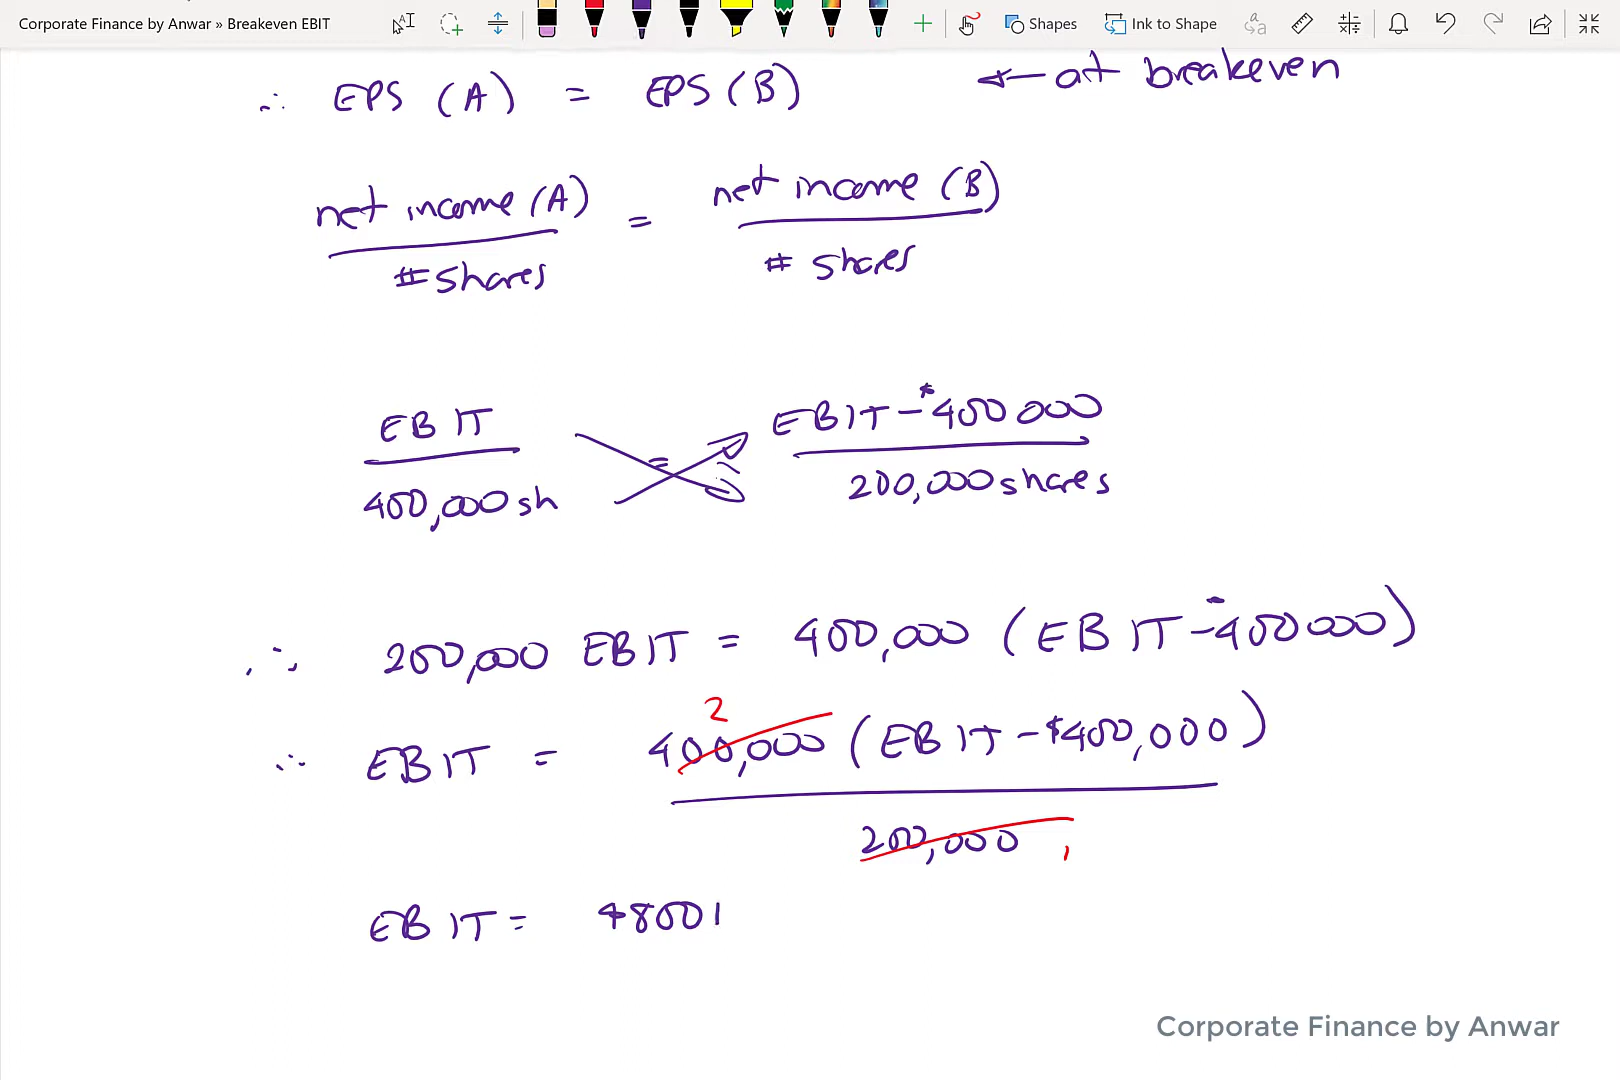 Corporate Finance by Anwar » Breakeven EBIT
Shapes
Ink to Shape
∴ EPS (A) = EPS (B) ← at breakeven
net income (A) = net income (B)
# shares # shares
EBIT = EBIT - $400 000
400,000 sh 200,000 shares
∴ 200,000 EBIT = 400,000 (EBIT - 400 000)
2
∴ EBIT = 400,000 (EBIT - $400,000)
200,000 1
EBIT = $800 k
Corporate Finance by Anwar